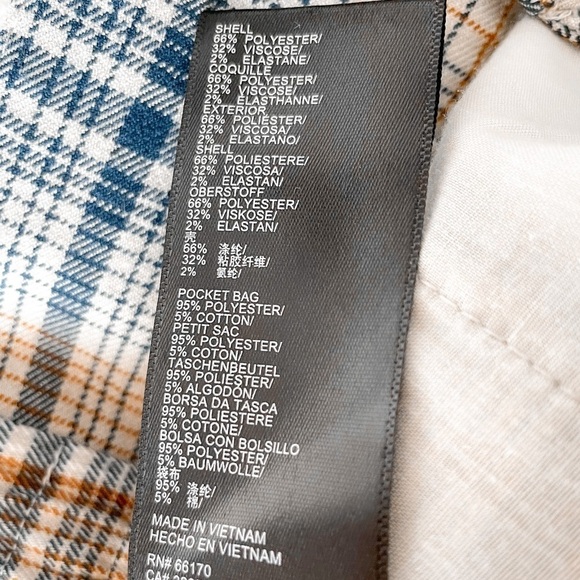 SHELL
66% POLYESTER/
32% VISCOSE/
2% ELASTANE/
COQUILLE
66% POLYESTER/
32% VISCOSE/
2% ÉLASTHANNE/
EXTERIOR
66% POLIESTER/
32% VISCOSA/
2% ELASTANO/
SHELL
66% POLIESTERE/
32% VISCOSA/
2% ELASTAN/
OBERSTOFF
66% POLYESTER/
32% VISKOSE/
2% ELASTAN/
壳
66% 涤纶/
32% 粘胶纤维/
2% 氨纶/
POCKET BAG
95% POLYESTER/
5% COTTON/
PETIT SAC
95% POLYESTER/
5% COTON/
TASCHENBEUTEL
95% POLIESTER/
5% ALGODÓN/
BORSA DA TASCA
95% POLIESTERE
5% COTONE/
BOLSA CON BOLSILLO
95% POLYESTER/
5% BAUMWOLLE/
袋布
95% 涤纶/
5% 棉/
MADE IN VIETNAM
HECHO EN VIETNAM
RN# 66170
CA#